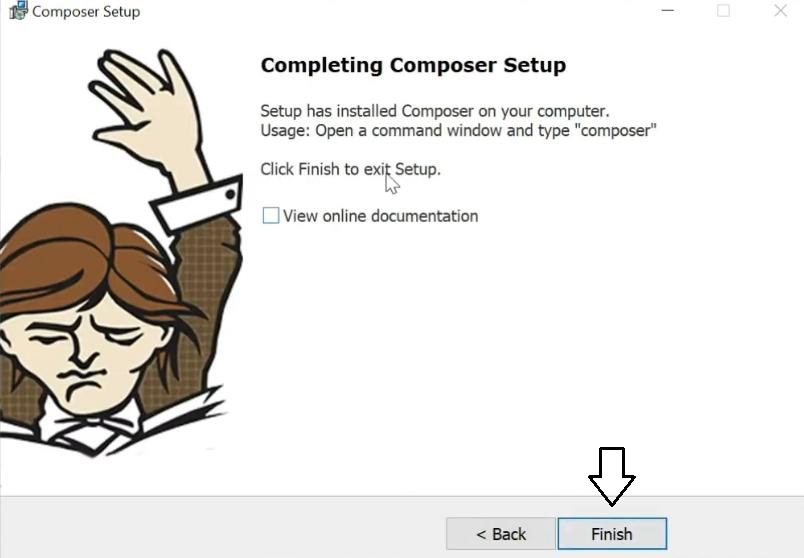 Composer Setup
Completing Composer Setup
Setup has installed Composer on your computer.
Usage: Open a command window and type "composer"
Click Finish to exit Setup.
View online documentation
< Back
Finish